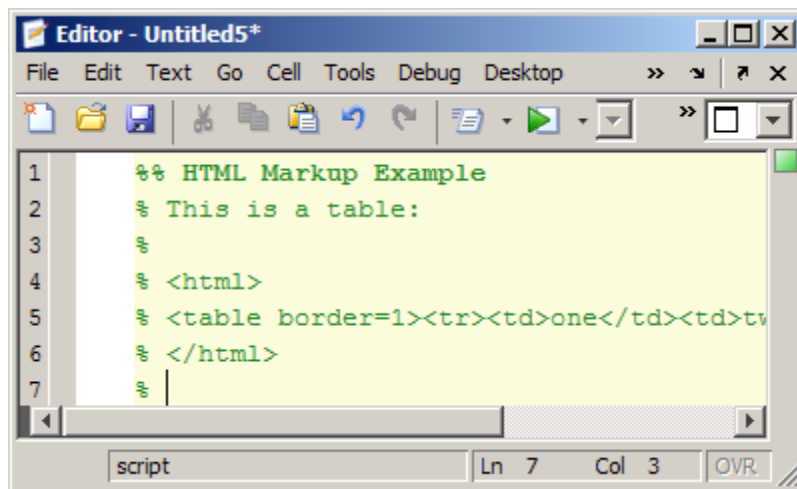 Editor - Untitled5*
File Edit Text Go Cell Tools Debug Desktop
1 %% HTML Markup Example
2 % This is a table:
3 %
4 % <html>
5 % <table border=1><tr><td>one</td><td>tw
6 % </html>
7 %
script Ln 7 Col 3 OVR